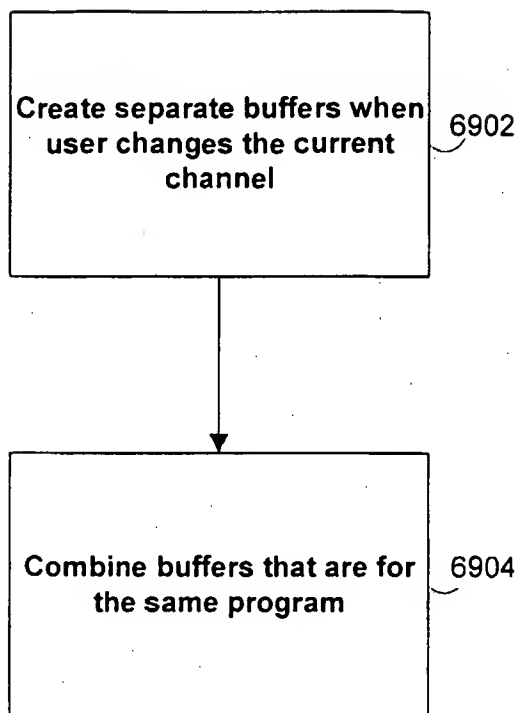 Create separate buffers when
user changes the current
channel
6902
Combine buffers that are for
the same program
6904